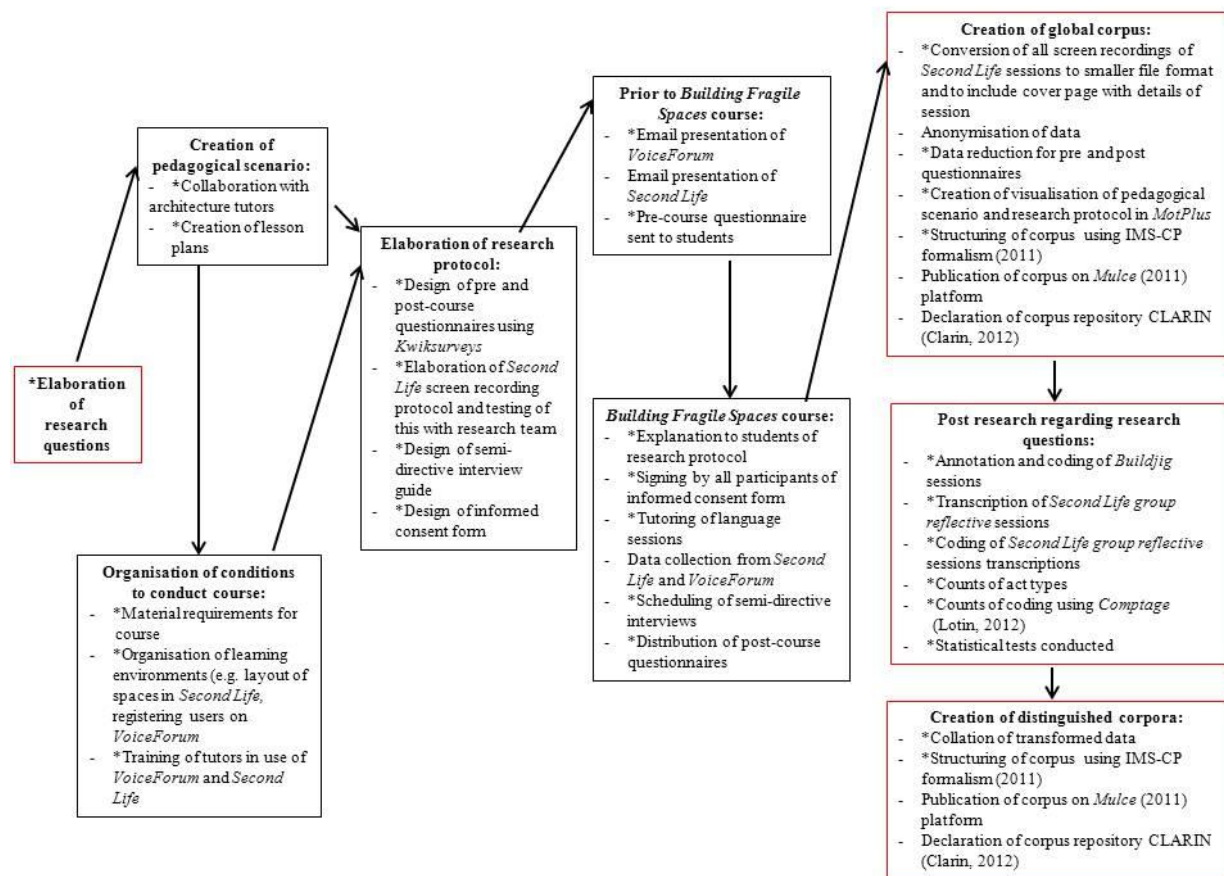 *Elaboration
of
research
questions
Creation of
pedagogical scenario:
- *Collaboration with
architecture tutors
- *Creation of lesson
plans
Organisation of conditions
to conduct course:
- *Material requirements for
course
- *Organisation of learning
environments (e.g. layout of
spaces in Second Life,
registering users on
VoiceForum
- *Training of tutors in use of
VoiceForum and Second
Life
Elaboration of research
protocol:
- *Design of pre and
post-course
questionnaires using
Kwiksurveys
- *Elaboration of Second
Life screen recording
protocol and testing of
this with research team
- *Design of semi-
directive interview
guide
- *Design of informed
consent form
Prior to Building Fragile
Spaces course:
- *Email presentation of
VoiceForum
- Email presentation of
Second Life
- *Pre-course questionnaire
sent to students
Building Fragile Spaces course:
- *Explanation to students of
research protocol
- *Signing by all participants of
informed consent form
- *Tutoring of language
sessions
- Data collection from Second
Life and VoiceForum
- *Scheduling of semi-directive
interviews
- *Distribution of post-course
questionnaires
Creation of global corpus:
- *Conversion of all screen recordings of
Second Life sessions to smaller file format
and to include cover page with details of
session
- Anonymisation of data
- *Data reduction for pre and post
questionnaires
- *Creation of visualisation of pedagogical
scenario and research protocol in MotPlus
- *Structuring of corpus using IMS-CP
formalism (2011)
- Publication of corpus on Mulce (2011)
platform
- Declaration of corpus repository CLARIN
(Clarin, 2012)
Post research regarding research
questions:
- *Annotation and coding of Buildjig
sessions
- *Transcription of Second Life group
reflective sessions
- *Coding of Second Life group reflective
sessions transcriptions
- *Counts of act types
- *Counts of coding using Comptage
(Lotin, 2012)
- *Statistical tests conducted
Creation of distinguished corpora:
- *Collation of transformed data
- *Structuring of corpus using IMS-CP
formalism (2011)
- Publication of corpus on Mulce (2011)
platform
- Declaration of corpus repository CLARIN
(Clarin, 2012)